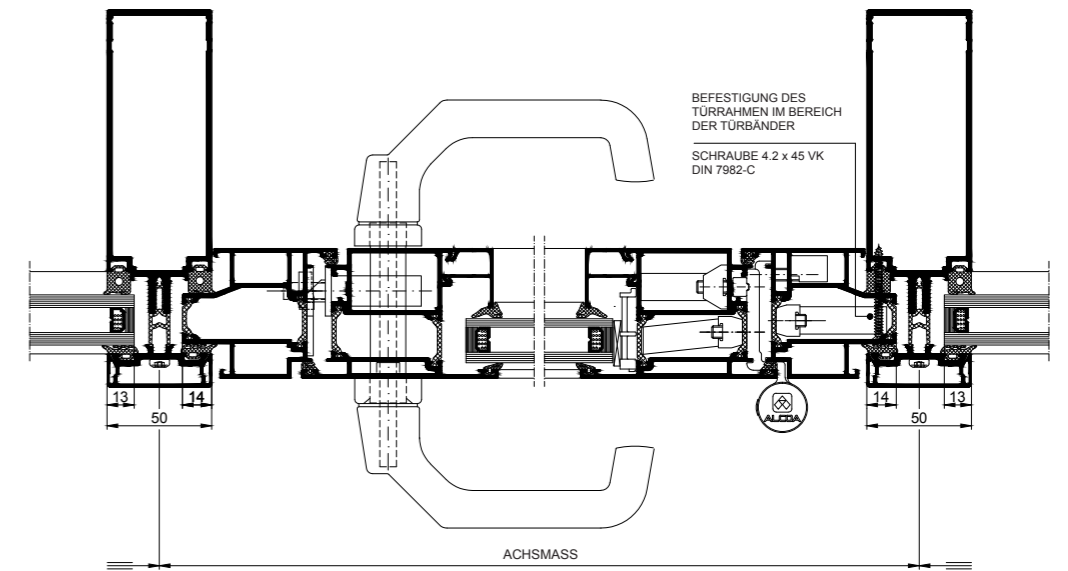 BEFESTIGUNG DES
TÜRRAHMEN IM BEREICH
DER TÜRBÄNDER
SCHRAUBE 4.2 x 45 VK
DIN 7982-C
13 14
50
14 13
50
ALCOA
ACHSMASS